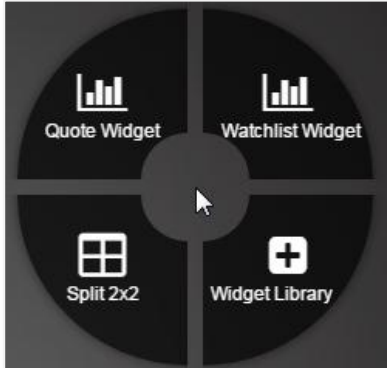 Quote Widget
Watchlist Widget
Split 2x2
Widget Library